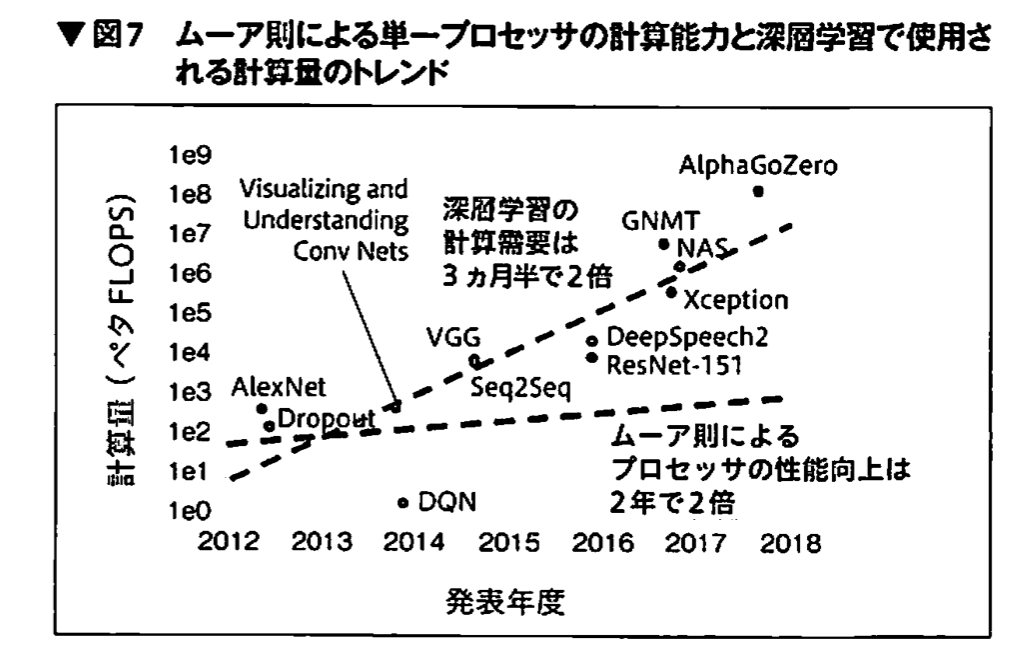 ▼図7 ムーア則による単一プロセッサの計算能力と深層学習で使用さ
れる計算量のトレンド
計算量(ペタFLOPS)
1e9
1e8
1e7
1e6
1e5
1e4
1e3
1e2
1e1
1e0
Visualizing and
Understanding
Conv Nets
深層学習の
計算需要は
3ヵ月半で2倍
AlphaGoZero
GNMT
NAS
Xception
VGG
Seq2Seq
DeepSpeech2
ResNet-151
AlexNet
Dropout
DQN
ムーア則による
プロセッサの性能向上は
2年で2倍
2012 2013 2014 2015 2016 2017 2018
発表年度